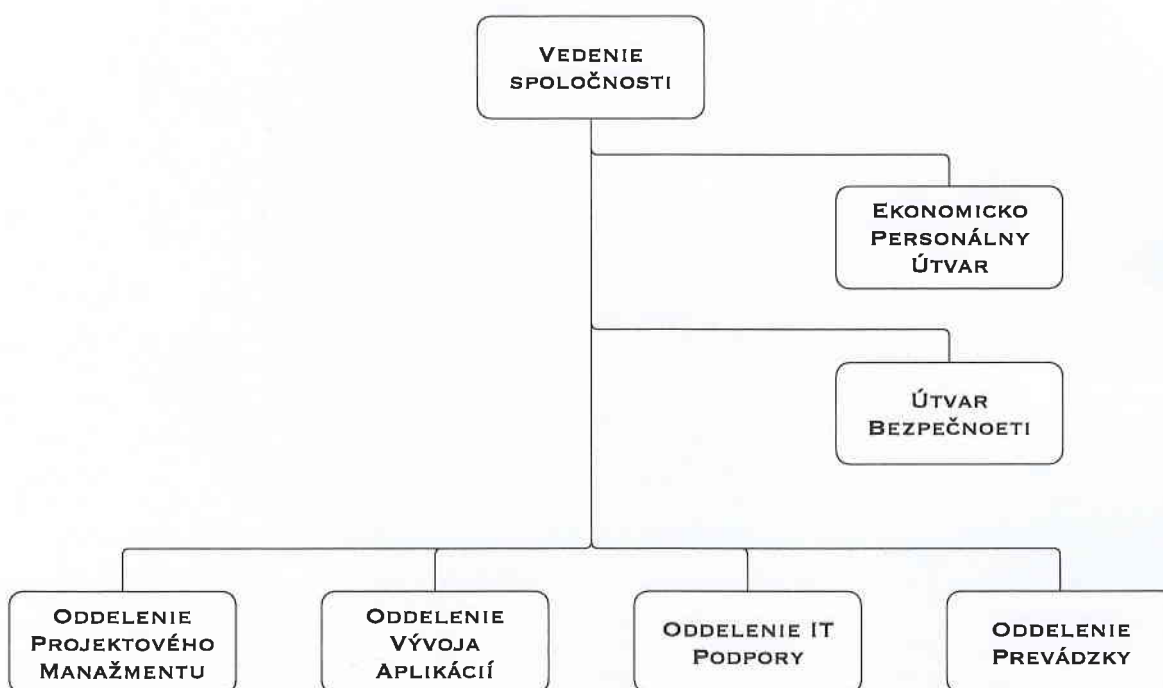 VEDENIE
SPOLOČNOSTI
EKONOMICKO
PERSONÁLNY
ÚTVAR
ÚTVAR
BEZPEČNOETI
ODDELENIE
PROJEKTOVÉHO
MANAŽMENTU
ODDELENIE
VÝVOJA
APLIKÁCIÍ
ODDELENIE IT
PODPORY
ODDELENIE
PREVÁDZKY